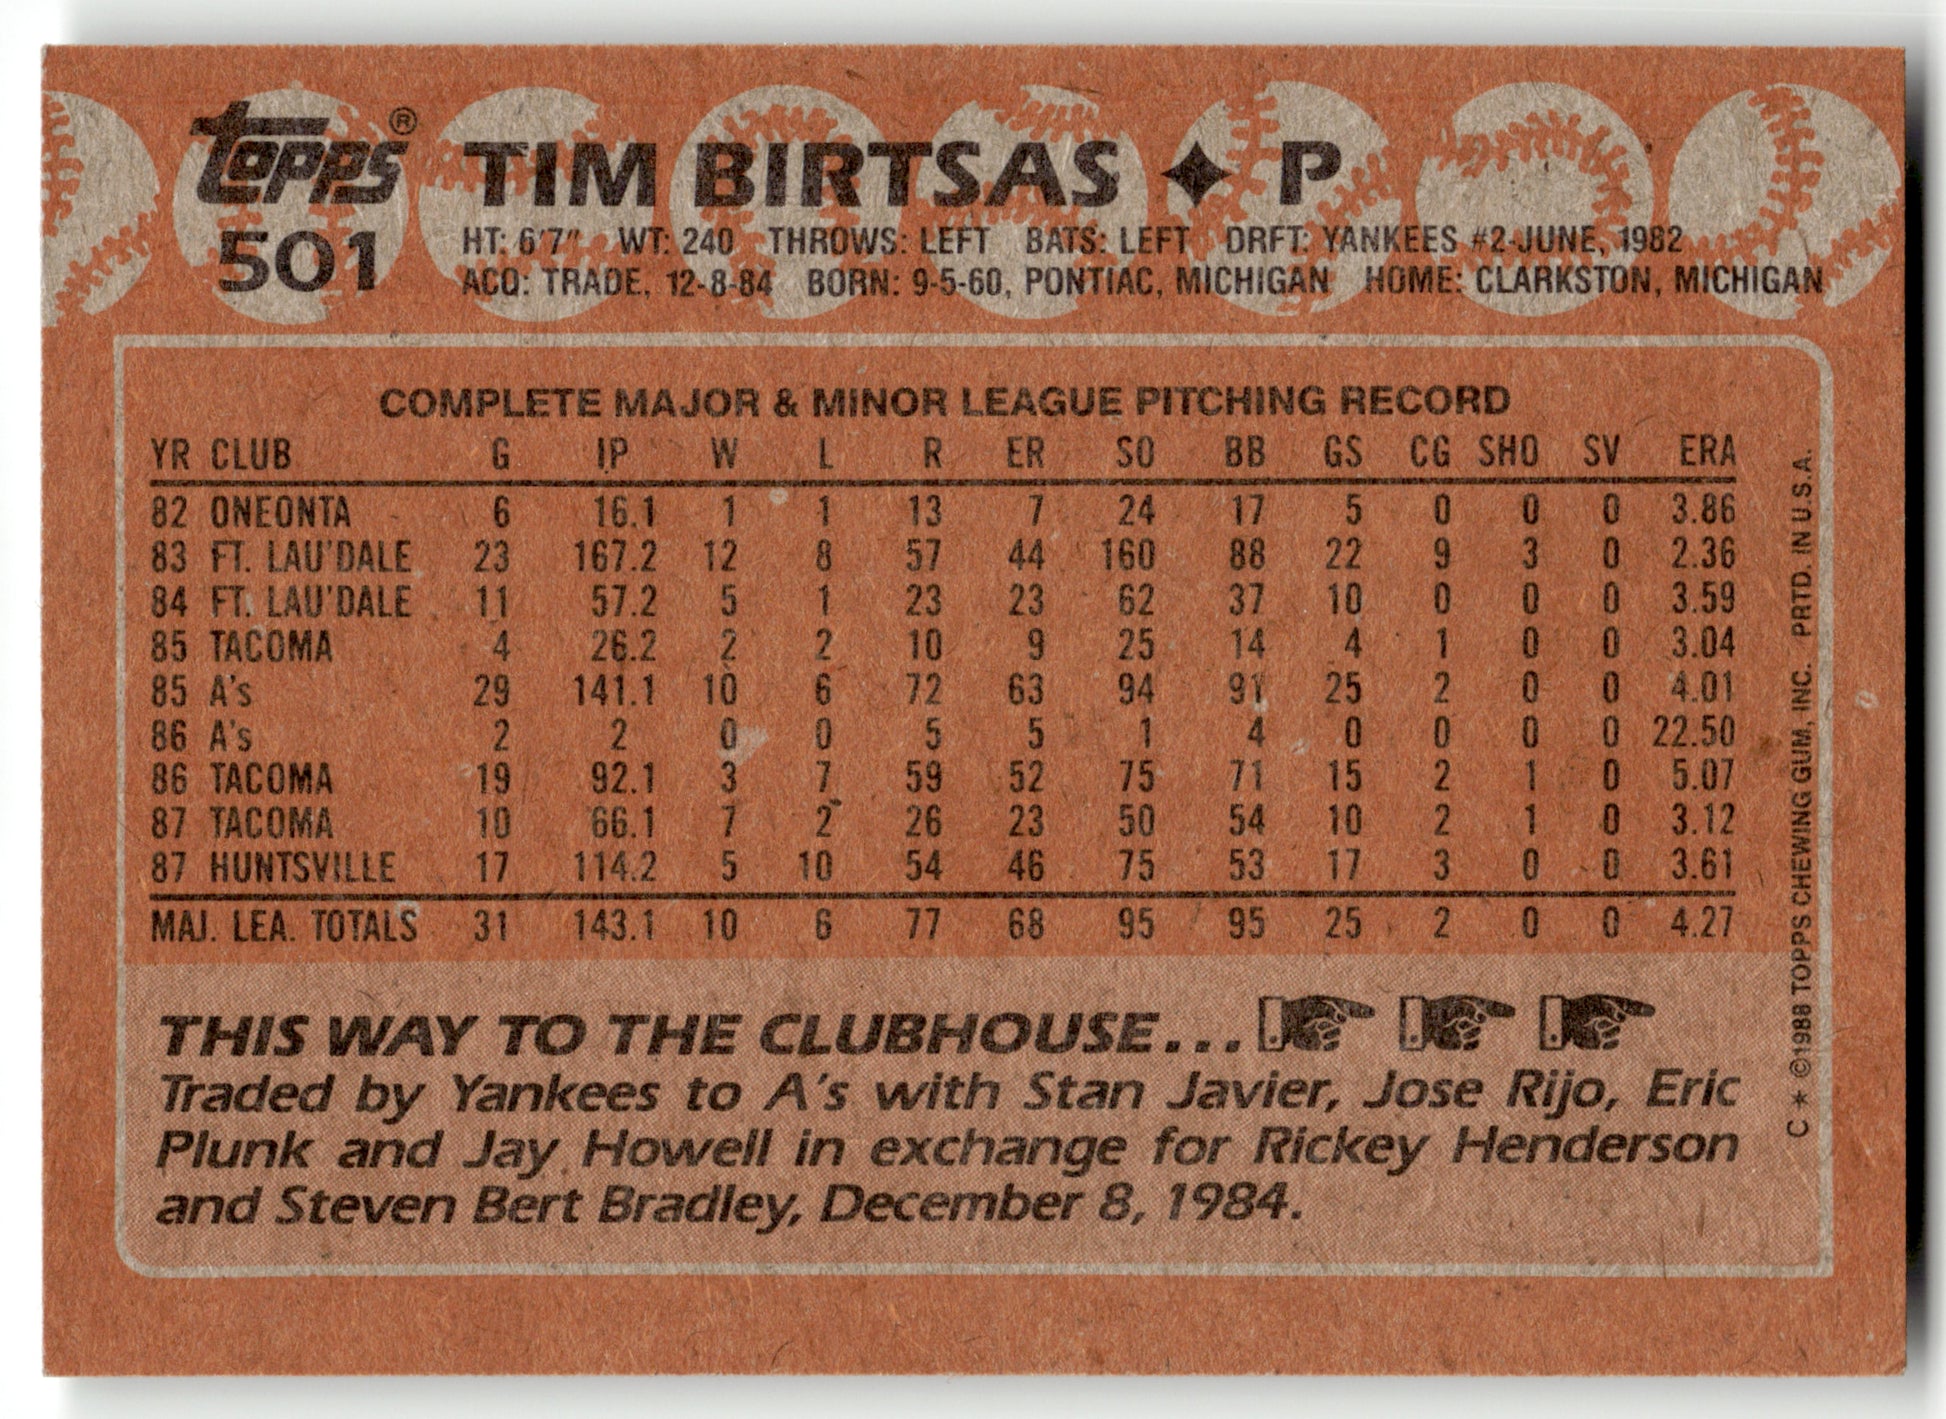 topps®
501
TIM BIRTSAS ✦ P
HT: 6'7" WT: 240 THROWS: LEFT BATS: LEFT DRFT: YANKEES #2-JUNE, 1982
ACQ: TRADE, 12-8-84 BORN: 9-5-60, PONTIAC, MICHIGAN HOME: CLARKSTON, MICHIGAN
COMPLETE MAJOR & MINOR LEAGUE PITCHING RECORD
YR CLUB G IP W L R ER SO BB GS CG SHO SV ERA
82 ONEONTA 6 16.1 1 1 13 7 24 17 5 0 0 0 3.86
83 FT. LAU'DALE 23 167.2 12 8 57 44 160 88 22 9 3 0 2.36
84 FT. LAU'DALE 11 57.2 5 1 23 23 62 37 10 0 0 0 3.59
85 TACOMA 4 26.2 2 2 10 9 25 14 4 1 0 0 3.04
85 A's 29 141.1 10 6 72 63 94 91 25 2 0 0 4.01
86 A's 2 2 0 0 5 5 1 4 0 0 0 0 22.50
86 TACOMA 19 92.1 3 7 59 52 75 71 15 2 1 0 5.07
87 TACOMA 10 66.1 7 2 26 23 50 54 10 2 1 0 3.12
87 HUNTSVILLE 17 114.2 5 10 54 46 75 53 17 3 0 0 3.61
MAJ. LEA. TOTALS 31 143.1 10 6 77 68 95 95 25 2 0 0 4.27
THIS WAY TO THE CLUBHOUSE...
Traded by Yankees to A's with Stan Javier, Jose Rijo, Eric
Plunk and Jay Howell in exchange for Rickey Henderson
and Steven Bert Bradley, December 8, 1984.
C * ©1988 TOPPS CHEWING GUM, INC. PRTD. IN U.S.A.